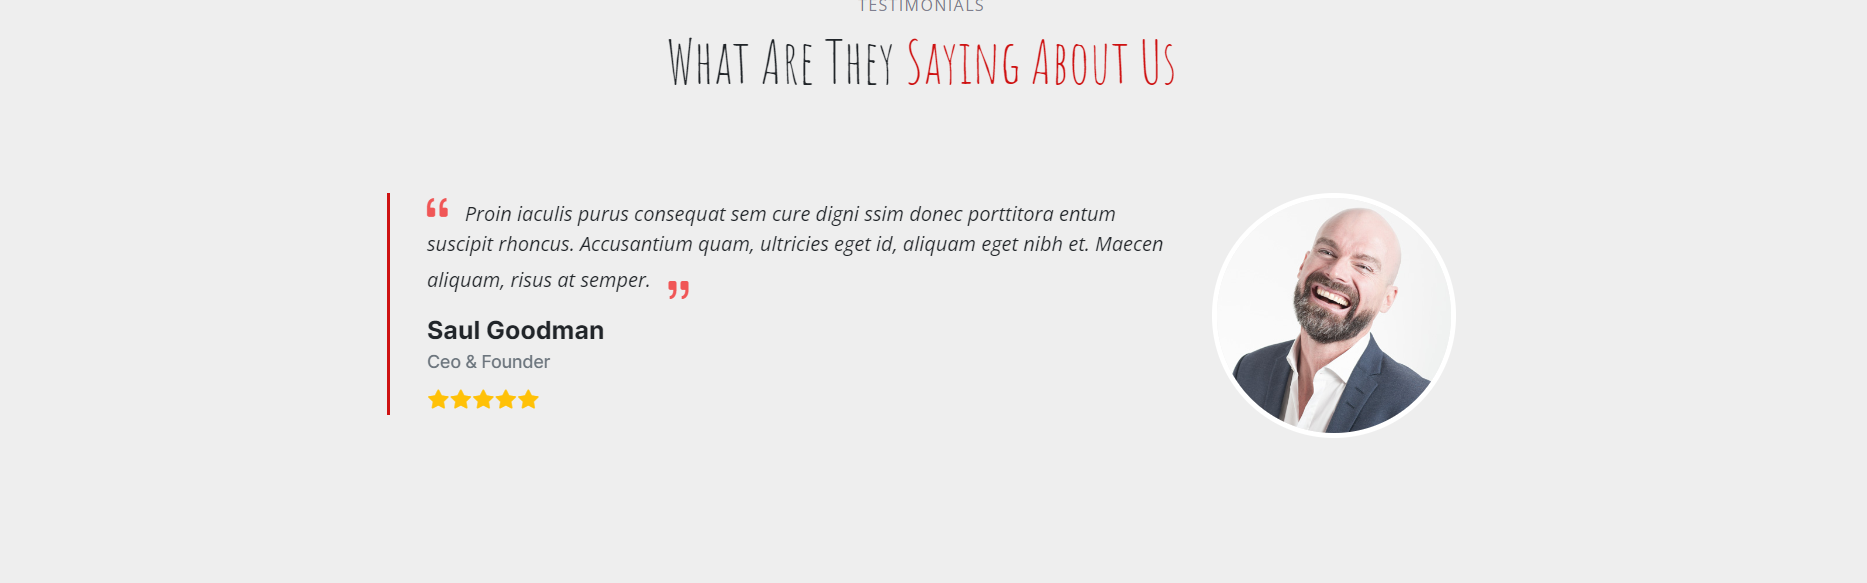 TESTIMONIALS
What Are They Saying About Us
“ Proin iaculis purus consequat sem cure digni ssim donec porttitora entum
suscipit rhoncus. Accusantium quam, ultricies eget id, aliquam eget nibh et. Maecen
aliquam, risus at semper. ”
Saul Goodman
Ceo & Founder